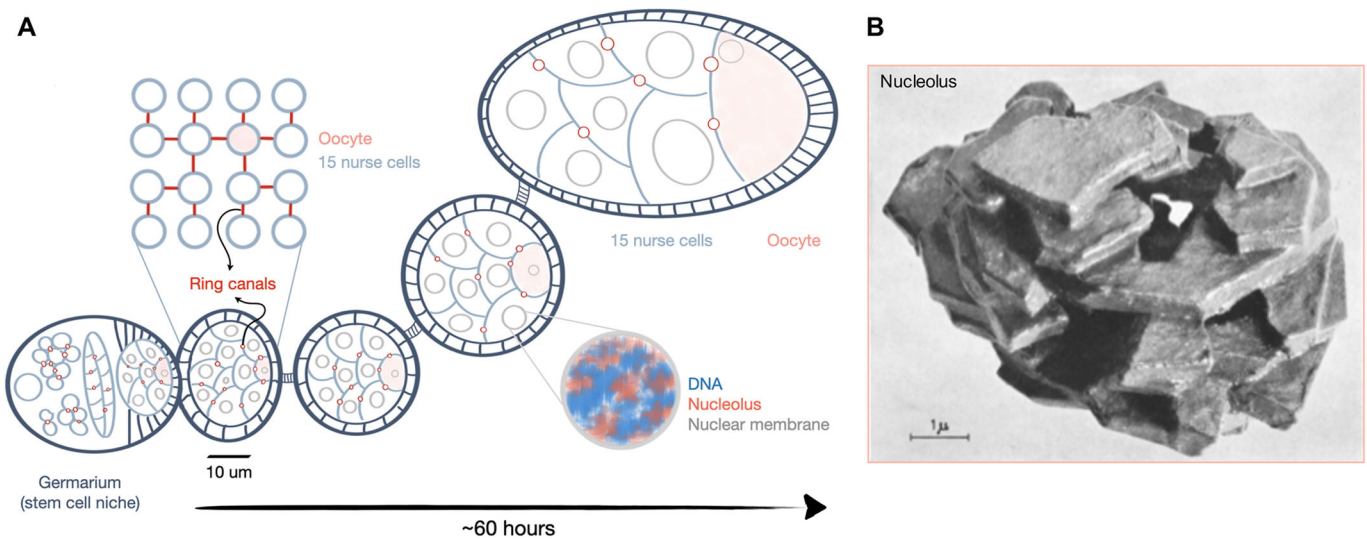 A
Oocyte
15 nurse cells
Ring canals
15 nurse cells
Oocyte
DNA
Nucleolus
Nuclear membrane
10 um
Germarium
(stem cell niche)
~60 hours
B
Nucleolus
1μ